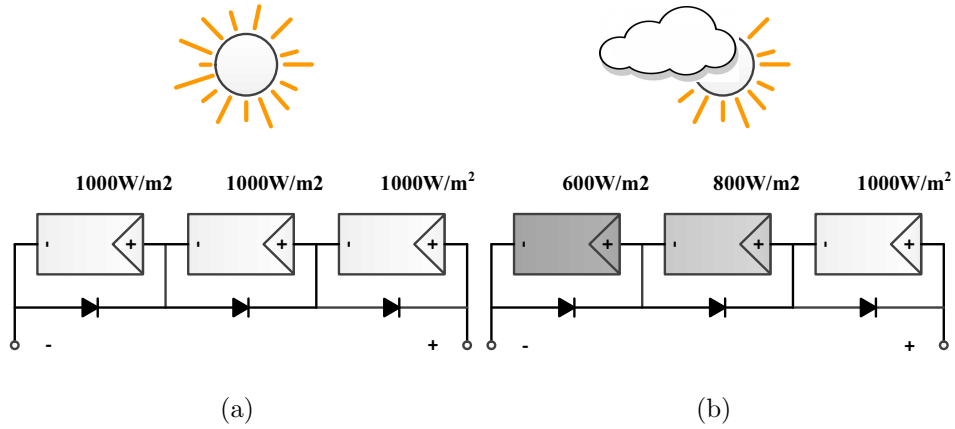 1000W/m2 1000W/m2 1000W/m²
600W/m2 800W/m2 1000W/m²
- + - + - +
- + - + - +
- +
- +
(a)
(b)